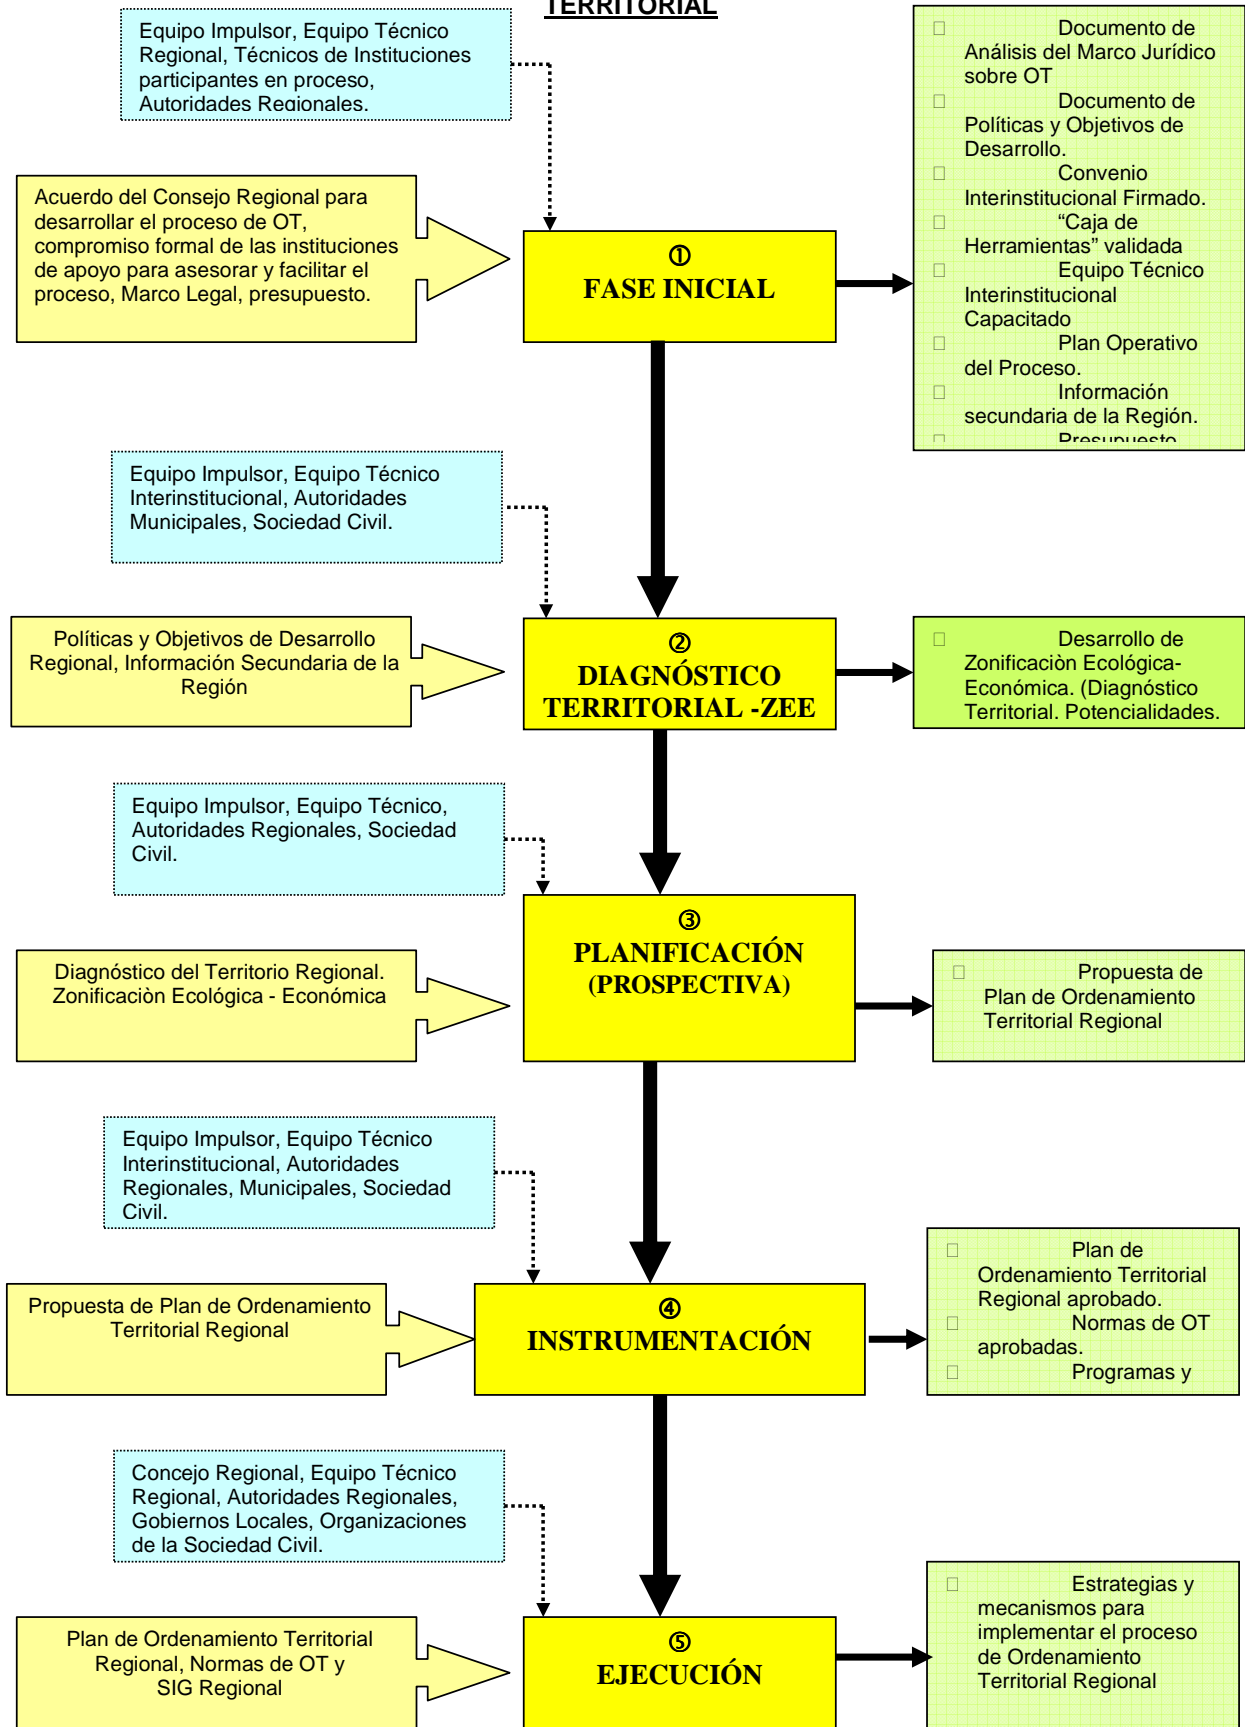 TERRITORIAL
Equipo Impulsor, Equipo Técnico
Regional, Técnicos de Instituciones
participantes en proceso,
Autoridades Regionales.
Documento de
Análisis del Marco Jurídico
sobre OT
Documento de
Políticas y Objetivos de
Desarrollo.
Convenio
Interinstitucional Firmado.
“Caja de
Herramientas” validada
Equipo Técnico
Interinstitucional
Capacitado
Plan Operativo
del Proceso.
Información
secundaria de la Región.
Presupuesto
Acuerdo del Consejo Regional para
desarrollar el proceso de OT,
compromiso formal de las instituciones
de apoyo para asesorar y facilitar el
proceso, Marco Legal, presupuesto.
①
FASE INICIAL
Equipo Impulsor, Equipo Técnico
Interinstitucional, Autoridades
Municipales, Sociedad Civil.
Políticas y Objetivos de Desarrollo
Regional, Información Secundaria de la
Región
②
DIAGNÓSTICO
TERRITORIAL -ZEE
Desarrollo de
Zonificaciòn Ecológica-
Económica. (Diagnóstico
Territorial. Potencialidades.
Equipo Impulsor, Equipo Técnico,
Autoridades Regionales, Sociedad
Civil.
Diagnóstico del Territorio Regional.
Zonificaciòn Ecológica - Económica
③
PLANIFICACIÓN
(PROSPECTIVA)
Propuesta de
Plan de Ordenamiento
Territorial Regional
Equipo Impulsor, Equipo Técnico
Interinstitucional, Autoridades
Regionales, Municipales, Sociedad
Civil.
Propuesta de Plan de Ordenamiento
Territorial Regional
④
INSTRUMENTACIÓN
Plan de
Ordenamiento Territorial
Regional aprobado.
Normas de OT
aprobadas.
Programas y
Concejo Regional, Equipo Técnico
Regional, Autoridades Regionales,
Gobiernos Locales, Organizaciones
de la Sociedad Civil.
Plan de Ordenamiento Territorial
Regional, Normas de OT y
SIG Regional
⑤
EJECUCIÓN
Estrategias y
mecanismos para
implementar el proceso
de Ordenamiento
Territorial Regional